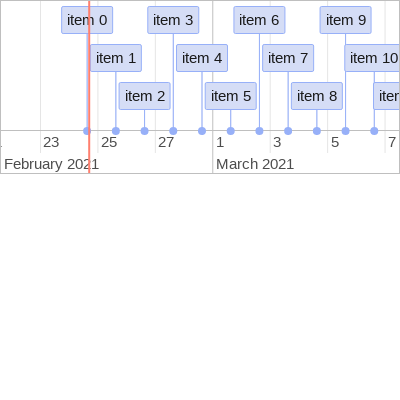 item 0 item 3 item 6 item 9
item 1 item 4 item 7 item 10
item 2 item 5 item 8
23 25 27 1 3 5 7
February 2021 March 2021